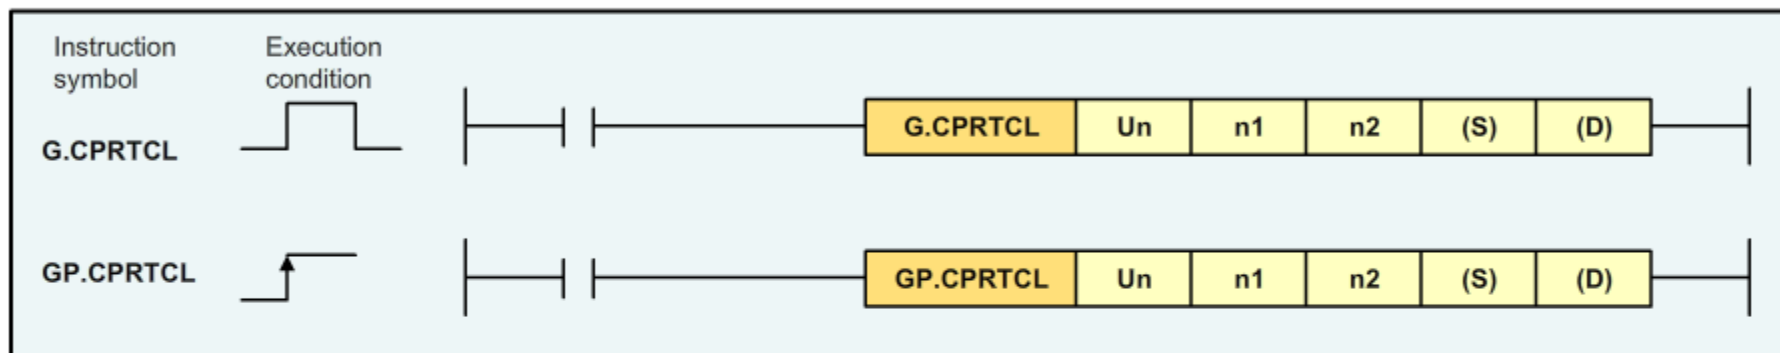 Instruction symbol
Execution condition
G.CPRTCL
G.CPRTCL Un n1 n2 (S) (D)
GP.CPRTCL
GP.CPRTCL Un n1 n2 (S) (D)